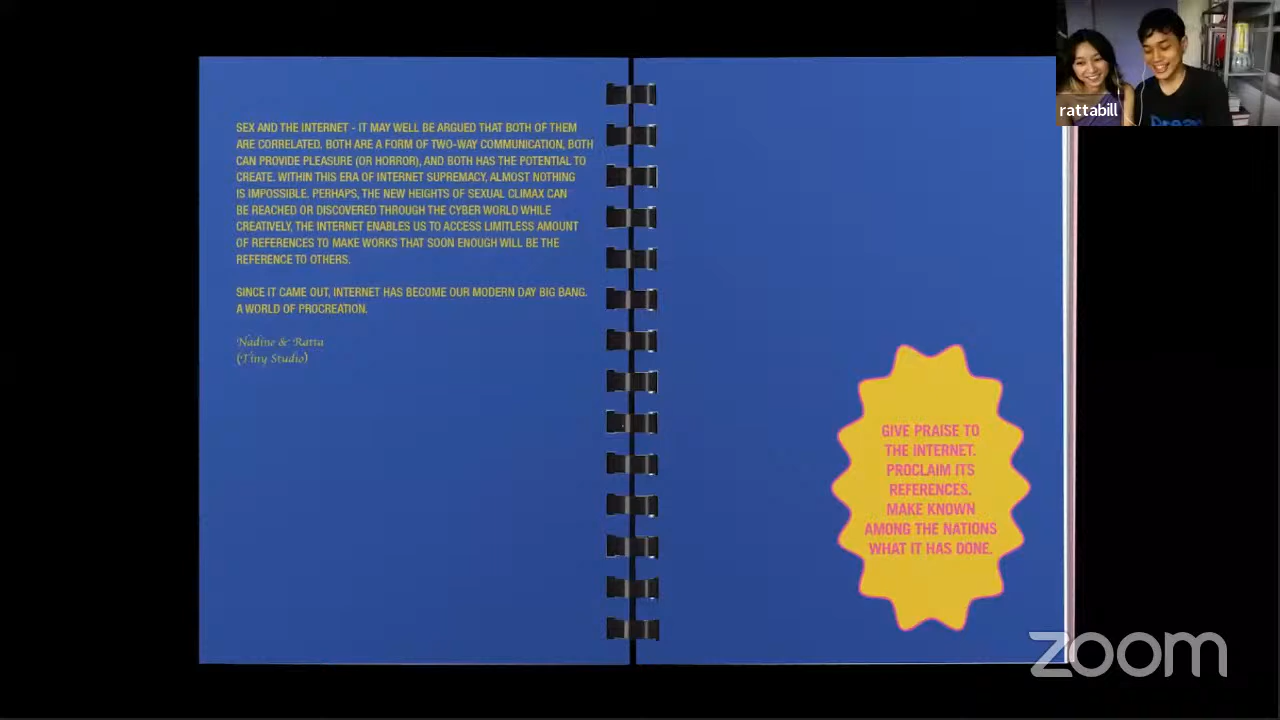 rattabill
SEX AND THE INTERNET - IT MAY WELL BE ARGUED THAT BOTH OF THEM
ARE CORRELATED. BOTH ARE A FORM OF TWO-WAY COMMUNICATION, BOTH
CAN PROVIDE PLEASURE (OR HORROR), AND BOTH HAS THE POTENTIAL TO
CREATE. WITHIN THIS ERA OF INTERNET SUPREMACY, ALMOST NOTHING
IS IMPOSSIBLE. PERHAPS, THE NEW HEIGHTS OF SEXUAL CLIMAX CAN
BE REACHED OR DISCOVERED THROUGH THE CYBER WORLD WHILE
CREATIVELY, THE INTERNET ENABLES US TO ACCESS LIMITLESS AMOUNT
OF REFERENCES TO MAKE WORKS THAT SOON ENOUGH WILL BE THE
REFERENCE TO OTHERS.
SINCE IT CAME OUT, INTERNET HAS BECOME OUR MODERN DAY BIG BANG.
A WORLD OF PROCREATION.
Nadine & Ratta
(Tiny Studio)
GIVE PRAISE TO
THE INTERNET.
PROCLAIM ITS
REFERENCES.
MAKE KNOWN
AMONG THE NATIONS
WHAT IT HAS DONE.
zoom